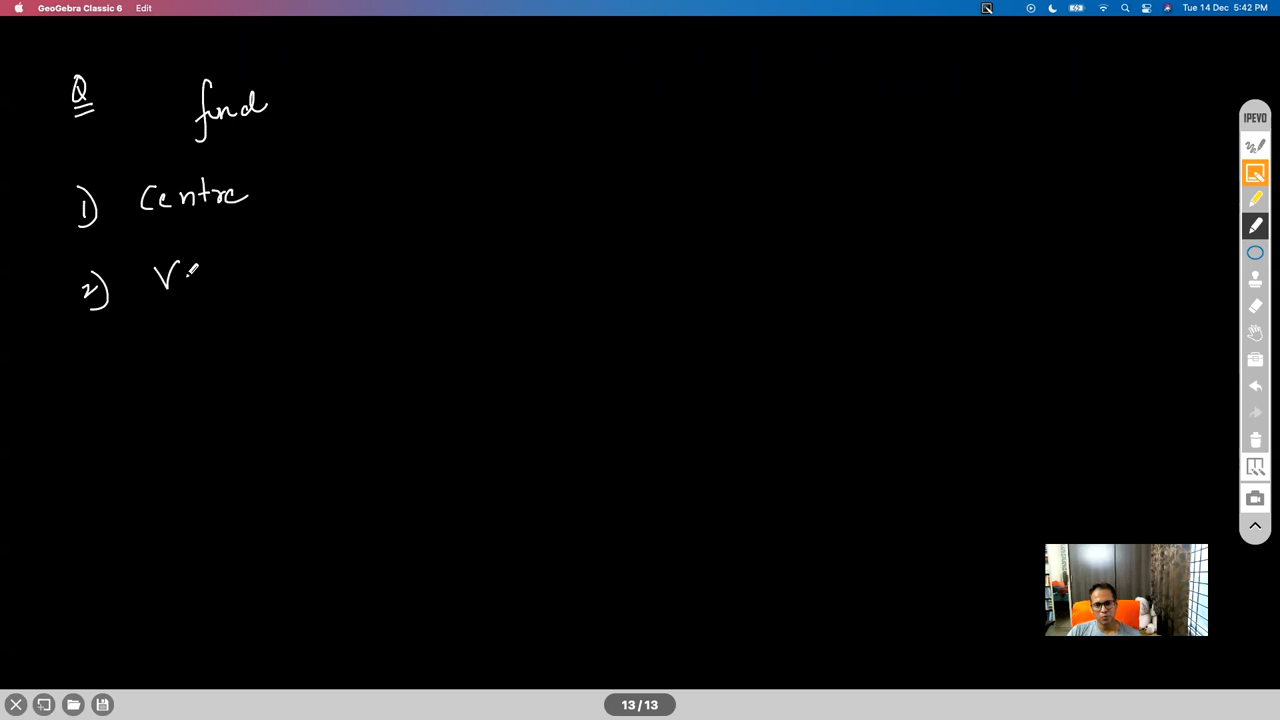 GeoGebra Classic 6 Edit Tue 14 Dec 5:42 PM
IPEVO
Q find
1) Centre
2) V
13/13